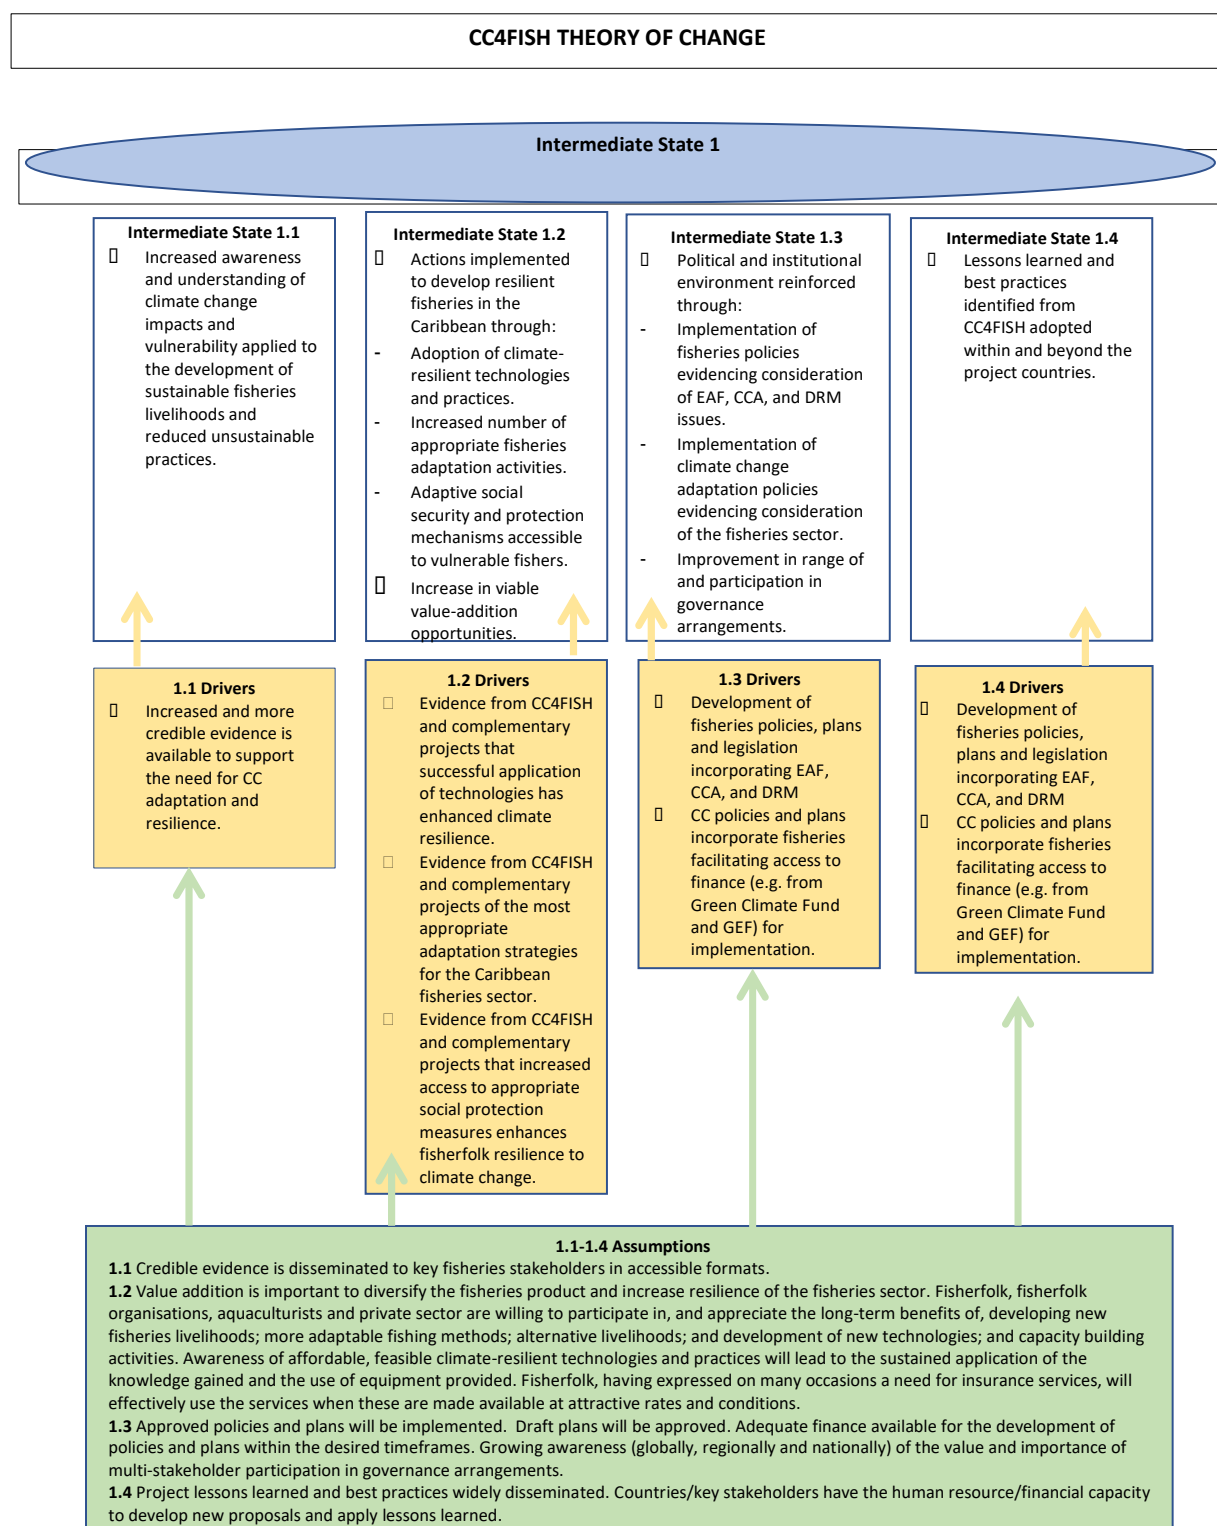 CC4FISH THEORY OF CHANGE
Intermediate State 1
Intermediate State 1.1
Increased awareness
and understanding of
climate change
impacts and
vulnerability applied to
the development of
sustainable fisheries
livelihoods and
reduced unsustainable
practices.
Intermediate State 1.2
Actions implemented
to develop resilient
fisheries in the
Caribbean through:
- Adoption of climate-
resilient technologies
and practices.
- Increased number of
appropriate fisheries
adaptation activities.
- Adaptive social
security and protection
mechanisms accessible
to vulnerable fishers.
Increase in viable
value-addition
opportunities.
Intermediate State 1.3
Political and institutional
environment reinforced
through:
- Implementation of
fisheries policies
evidencing consideration
of EAF, CCA, and DRM
issues.
- Implementation of
climate change
adaptation policies
evidencing consideration
of the fisheries sector.
- Improvement in range of
and participation in
governance
arrangements.
Intermediate State 1.4
Lessons learned and
best practices
identified from
CC4FISH adopted
within and beyond the
project countries.
1.1 Drivers
Increased and more
credible evidence is
available to support
the need for CC
adaptation and
resilience.
1.2 Drivers
Evidence from CC4FISH
and complementary
projects that
successful application
of technologies has
enhanced climate
resilience.
Evidence from CC4FISH
and complementary
projects of the most
appropriate
adaptation strategies
for the Caribbean
fisheries sector.
Evidence from CC4FISH
and complementary
projects that increased
access to appropriate
social protection
measures enhances
fisherfolk resilience to
climate change.
1.3 Drivers
Development of
fisheries policies, plans
and legislation
incorporating EAF,
CCA, and DRM
CC policies and plans
incorporate fisheries
facilitating access to
finance (e.g. from
Green Climate Fund
and GEF) for
implementation.
1.4 Drivers
Development of
fisheries policies,
plans and legislation
incorporating EAF,
CCA, and DRM
CC policies and plans
incorporate fisheries
facilitating access to
finance (e.g. from
Green Climate Fund
and GEF) for
implementation.
1.1-1.4 Assumptions
1.1 Credible evidence is disseminated to key fisheries stakeholders in accessible formats.
1.2 Value addition is important to diversify the fisheries product and increase resilience of the fisheries sector. Fisherfolk, fisherfolk
organisations, aquaculturists and private sector are willing to participate in, and appreciate the long-term benefits of, developing new
fisheries livelihoods; more adaptable fishing methods; alternative livelihoods; and development of new technologies; and capacity building
activities. Awareness of affordable, feasible climate-resilient technologies and practices will lead to the sustained application of the
knowledge gained and the use of equipment provided. Fisherfolk, having expressed on many occasions a need for insurance services, will
effectively use the services when these are made available at attractive rates and conditions.
1.3 Approved policies and plans will be implemented. Draft plans will be approved. Adequate finance available for the development of
policies and plans within the desired timeframes. Growing awareness (globally, regionally and nationally) of the value and importance of
multi-stakeholder participation in governance arrangements.
1.4 Project lessons learned and best practices widely disseminated. Countries/key stakeholders have the human resource/financial capacity
to develop new proposals and apply lessons learned.